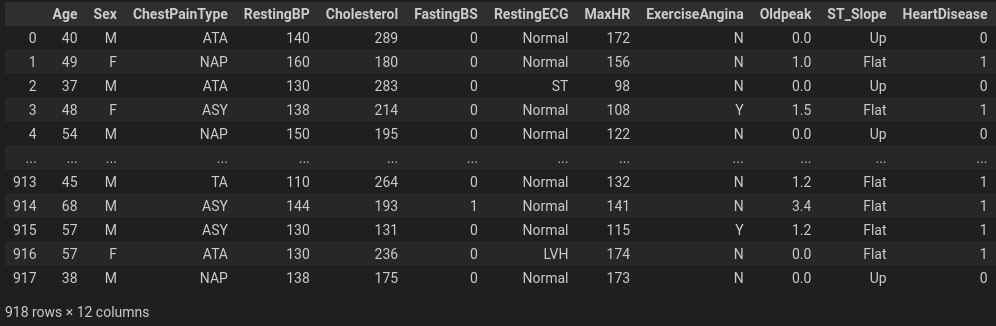 Age Sex ChestPainType RestingBP Cholesterol FastingBS RestingECG MaxHR ExerciseAngina Oldpeak ST_Slope HeartDisease
0 40 M ATA 140 289 0 Normal 172 N 0.0 Up 0
1 49 F NAP 160 180 0 Normal 156 N 1.0 Flat 1
2 37 M ATA 130 283 0 ST 98 N 0.0 Up 0
3 48 F ASY 138 214 0 Normal 108 Y 1.5 Flat 1
4 54 M NAP 150 195 0 Normal 122 N 0.0 Up 0
... ... ... ... ... ... ... ... ... ... ... ... ...
913 45 M TA 110 264 0 Normal 132 N 1.2 Flat 1
914 68 M ASY 144 193 1 Normal 141 N 3.4 Flat 1
915 57 M ASY 130 131 0 Normal 115 Y 1.2 Flat 1
916 57 F ATA 130 236 0 LVH 174 N 0.0 Flat 1
917 38 M NAP 138 175 0 Normal 173 N 0.0 Up 0
918 rows × 12 columns